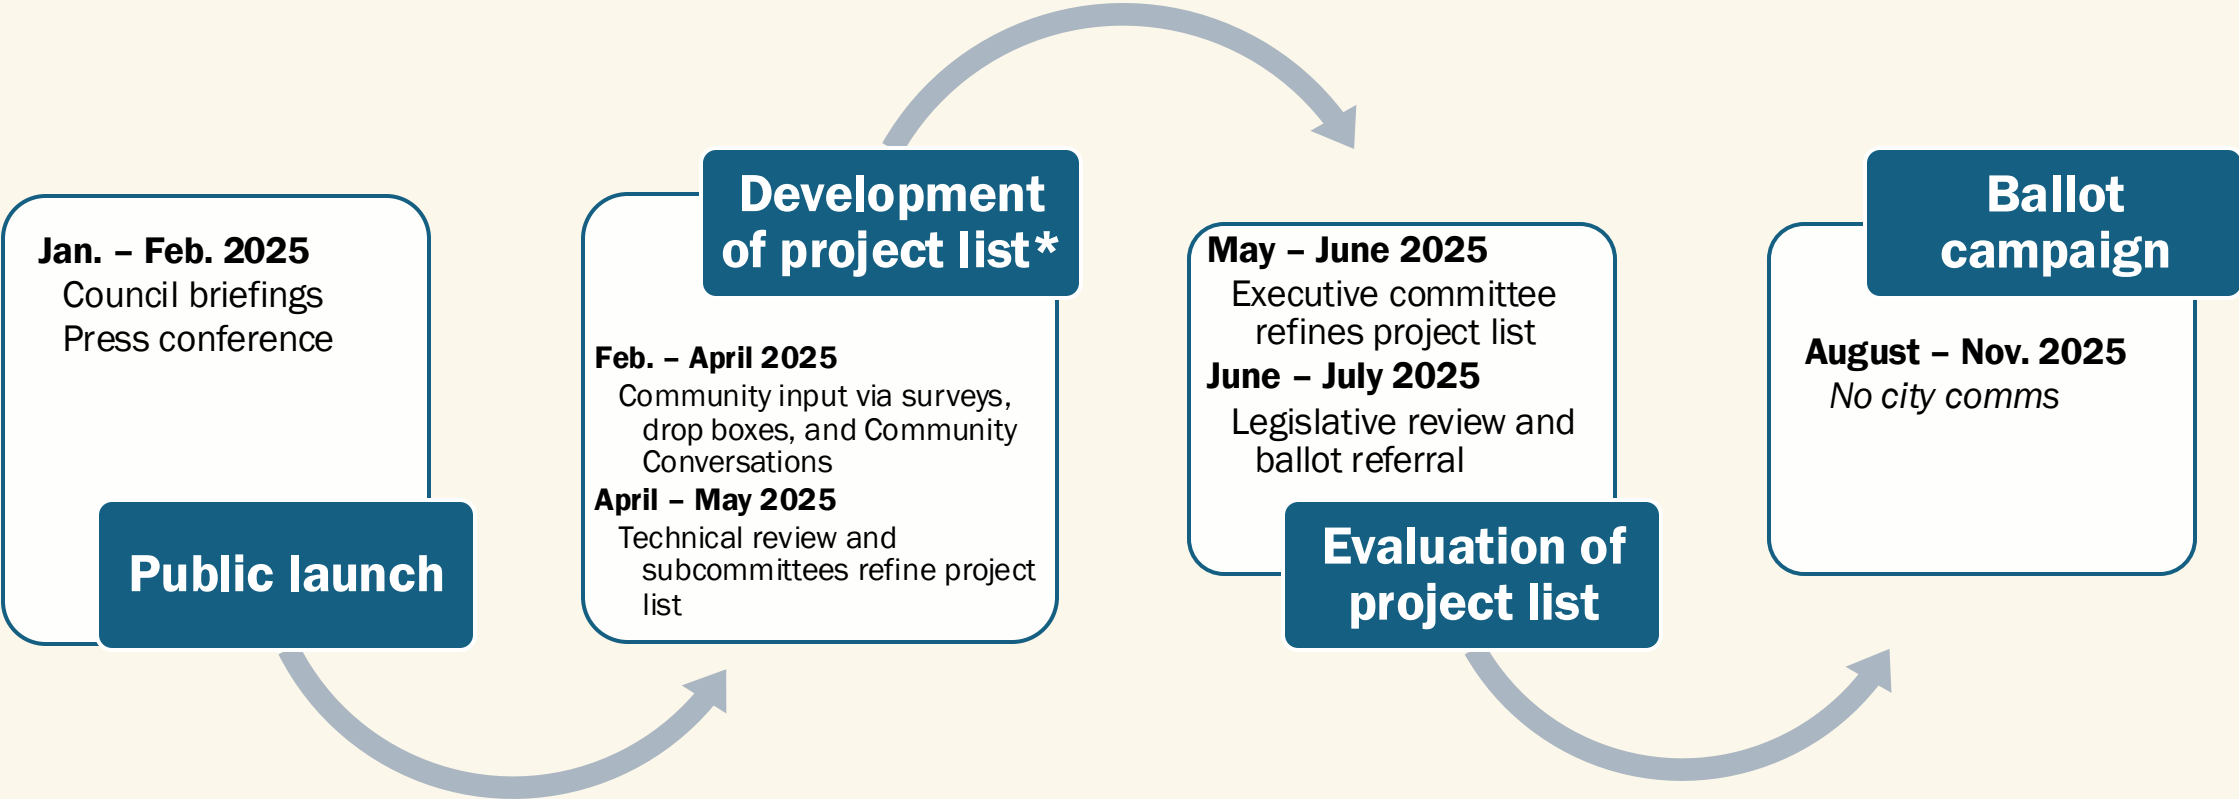 Jan. – Feb. 2025
Council briefings
Press conference
Public launch
Development
of project list*
Feb. – April 2025
Community input via surveys,
drop boxes, and Community
Conversations
April – May 2025
Technical review and
subcommittees refine project
list
May – June 2025
Executive committee
refines project list
June – July 2025
Legislative review and
ballot referral
Evaluation of
project list
Ballot
campaign
August – Nov. 2025
No city comms